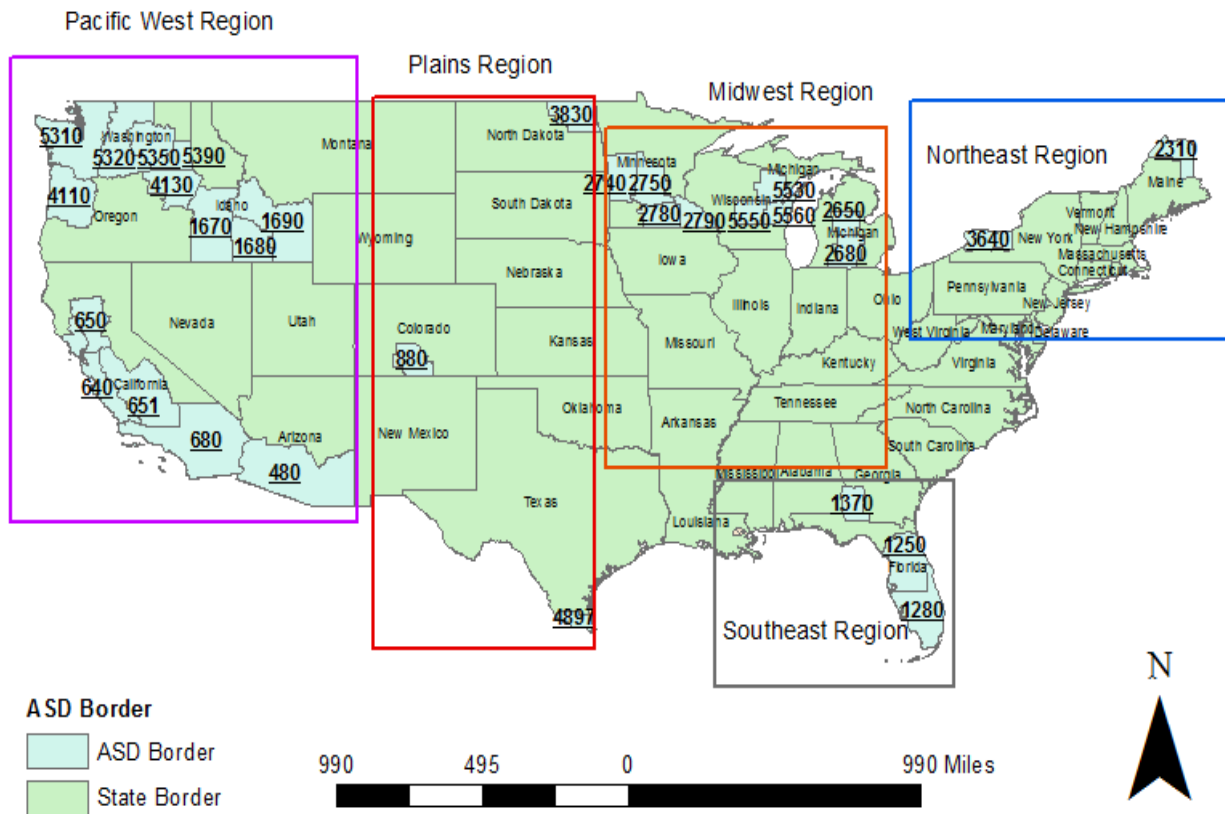 Pacific West Region
Plains Region
Midwest Region
Northeast Region
Southeast Region
5310
Washington
5320
5350
5390
4110
4130
Oregon
Idaho
1670
1690
1680
Montana
Wyoming
Nevada
Utah
650
640
California
651
680
Arizona
480
3830
North Dakota
South Dakota
Nebraska
Colorado
880
Kansas
Oklahoma
New Mexico
Texas
4897
Minnesota
2740
2750
2780
2790
Wisconsin
5550
5560
5530
Michigan
2650
Michigan
2680
Iowa
Illinois
Indiana
Ohio
Missouri
Kentucky
Arkansas
Tennessee
Mississippi
Alabama
Georgia
Louisiana
1370
1250
Florida
1280
2310
Maine
Vermont
New Hampshire
3640
New York
Massachusetts
Connecticut
Pennsylvania
New Jersey
West Virginia
Maryland
Delaware
Virginia
North Carolina
South Carolina
N
ASD Border
ASD Border
State Border
990 495 0 990 Miles